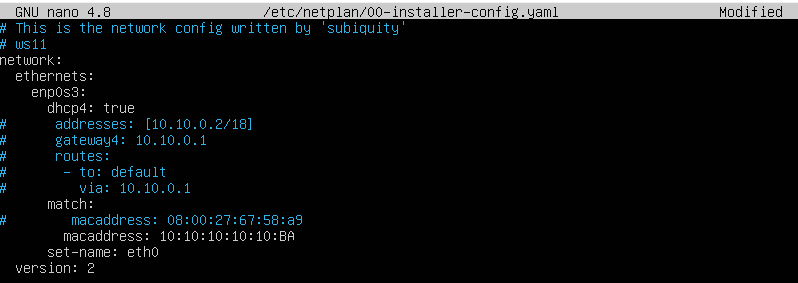 GNU nano 4.8 /etc/netplan/00-installer-config.yaml Modified
# This is the network config written by 'subiquity'
# ws11
network:
  ethernets:
    enp0s3:
      dhcp4: true
#      addresses: [10.10.0.2/18]
#      gateway4: 10.10.0.1
#      routes:
#       - to: default
#         via: 10.10.0.1
      match:
#        macaddress: 08:00:27:67:58:a9
        macaddress: 10:10:10:10:10:BA
      set-name: eth0
  version: 2